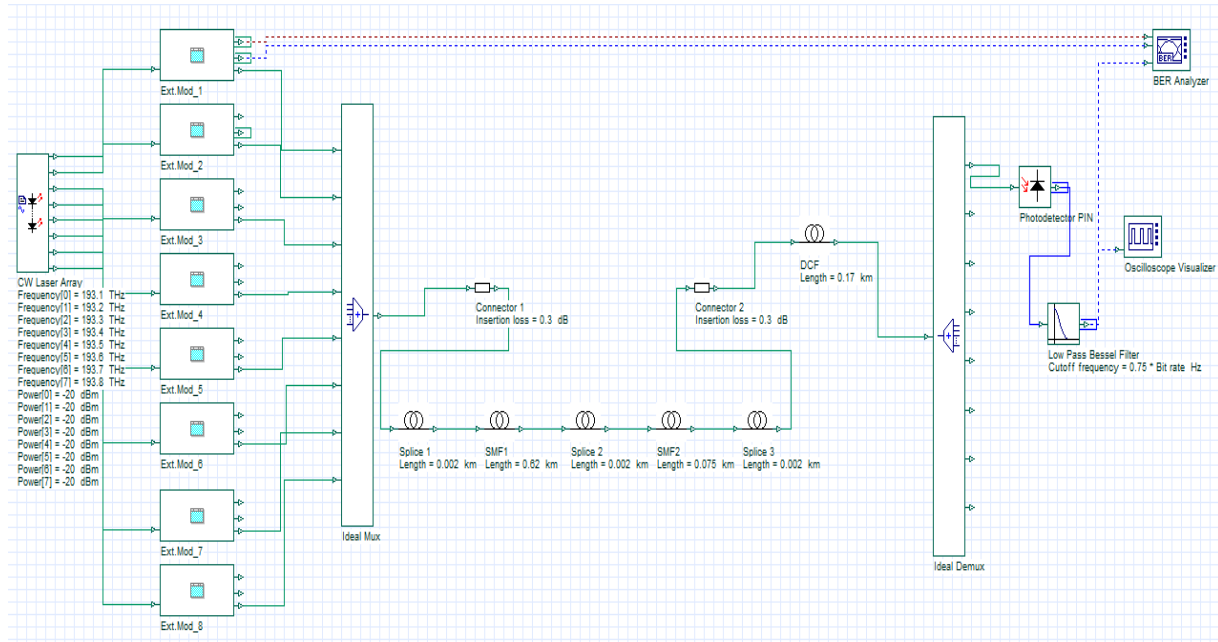 Ext.Mod_1
BER
BER Analyzer
Ext.Mod_2
Ext.Mod_3
Photodetector PIN
CW Laser Array
Frequency[0] = 193.1 THz
Frequency[1] = 193.2 THz
Frequency[2] = 193.3 THz
Frequency[3] = 193.4 THz
Frequency[4] = 193.5 THz
Frequency[5] = 193.6 THz
Frequency[6] = 193.7 THz
Frequency[7] = 193.8 THz
Power[0] = -20 dBm
Power[1] = -20 dBm
Power[2] = -20 dBm
Power[3] = -20 dBm
Power[4] = -20 dBm
Power[5] = -20 dBm
Power[6] = -20 dBm
Power[7] = -20 dBm
DCF
Length = 0.17 km
Oscilloscope Visualizer
Ext.Mod_4
Connector 1
Insertion loss = 0.3 dB
Connector 2
Insertion loss = 0.3 dB
Low Pass Bessel Filter
Cutoff frequency = 0.75 * Bit rate Hz
Ext.Mod_5
Ext.Mod_6
Splice 1
Length = 0.002 km
SMF1
Length = 0.62 km
Splice 2
Length = 0.002 km
SMF2
Length = 0.075 km
Splice 3
Length = 0.002 km
Ideal Mux
Ext.Mod_7
Ideal Demux
Ext.Mod_8